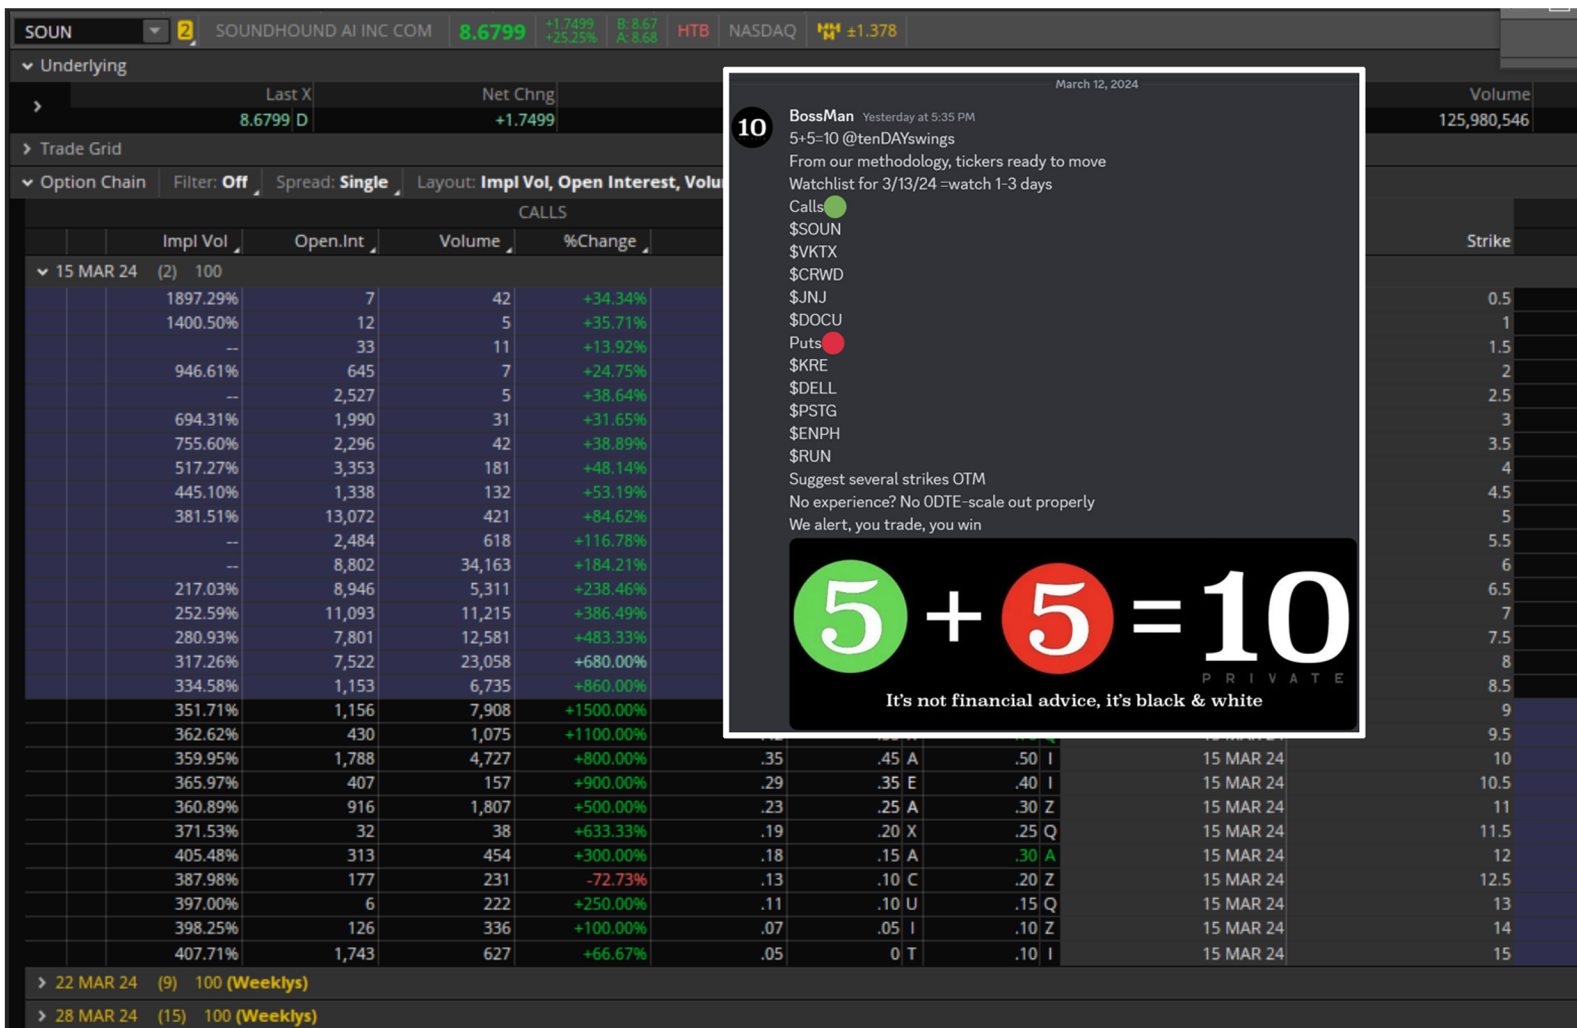 SOUN 2 SOUNDHOUND AI INC COM 8.6799 +1.7499 +25.25% B: 8.67 A: 8.68 HTB NASDAQ ±1.378
Underlying
Last X Net Chng Volume
8.6799 D +1.7499 125,980,546
Trade Grid
Option Chain Filter: Off Spread: Single Layout: Impl Vol, Open Interest, Volu
CALLS
Impl Vol Open.Int Volume %Change Strike
15 MAR 24 (2) 100
1897.29% 7 42 +34.34% 0.5
1400.50% 12 5 +35.71% 1
-- 33 11 +13.92% 1.5
946.61% 645 7 +24.75% 2
-- 2,527 5 +38.64% 2.5
694.31% 1,990 31 +31.65% 3
755.60% 2,296 42 +38.89% 3.5
517.27% 3,353 181 +48.14% 4
445.10% 1,338 132 +53.19% 4.5
381.51% 13,072 421 +84.62% 5
-- 2,484 618 +116.78% 5.5
-- 8,802 34,163 +184.21% 6
217.03% 8,946 5,311 +238.46% 6.5
252.59% 11,093 11,215 +386.49% 7
280.93% 7,801 12,581 +483.33% 7.5
317.26% 7,522 23,058 +680.00% 8
334.58% 1,153 6,735 +860.00% 8.5
351.71% 1,156 7,908 +1500.00% 9
362.62% 430 1,075 +1100.00% 9.5
359.95% 1,788 4,727 +800.00% .35 .45 A .50 I 15 MAR 24 10
365.97% 407 157 +900.00% .29 .35 E .40 I 15 MAR 24 10.5
360.89% 916 1,807 +500.00% .23 .25 A .30 Z 15 MAR 24 11
371.53% 32 38 +633.33% .19 .20 X .25 Q 15 MAR 24 11.5
405.48% 313 454 +300.00% .18 .15 A .30 A 15 MAR 24 12
387.98% 177 231 -72.73% .13 .10 C .20 Z 15 MAR 24 12.5
397.00% 6 222 +250.00% .11 .10 U .15 Q 15 MAR 24 13
398.25% 126 336 +100.00% .07 .05 I .10 Z 15 MAR 24 14
407.71% 1,743 627 +66.67% .05 0 T .10 I 15 MAR 24 15
22 MAR 24 (9) 100 (Weeklys)
28 MAR 24 (15) 100 (Weeklys)
March 12, 2024
10
BossMan Yesterday at 5:35 PM
5+5=10 @tenDAYswings
From our methodology, tickers ready to move
Watchlist for 3/13/24 =watch 1-3 days
Calls
$SOUN
$VKTX
$CRWD
$JNJ
$DOCU
Puts
$KRE
$DELL
$PSTG
$ENPH
$RUN
Suggest several strikes OTM
No experience? No 0DTE-scale out properly
We alert, you trade, you win
5 + 5 = 10
PRIVATE
It's not financial advice, it's black & white